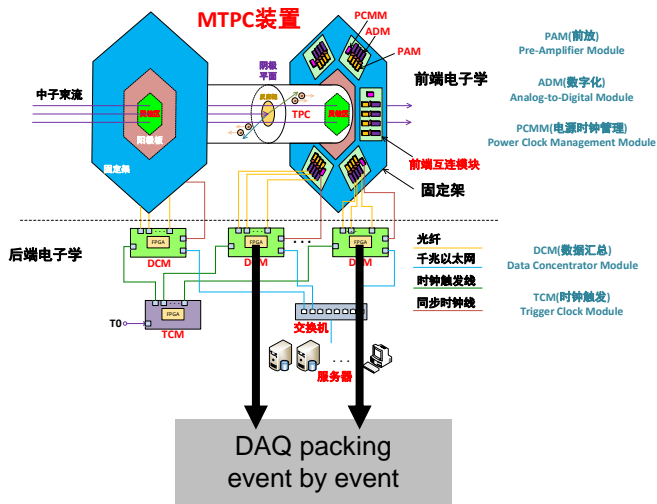 MTPC装置
PCMM
ADM
PAM
PAM(前放)
Pre-Amplifier Module
ADM(数字化)
Analog-to-Digital Module
PCMM(电源时钟管理)
Power Clock Management Module
前端电子学
阴极
平面
中子束流
TPC
阳极板
固定架
前端互连模块
固定架
后端电子学
FPGA
FPGA
FPGA
DCM
DCM
DCM
光纤
千兆以太网
时钟触发线
同步时钟线
DCM(数据汇总)
Data Concentrator Module
TCM(时钟触发)
Trigger Clock Module
T0
FPGA
TCM
交换机
服务器
DAQ packing
event by event